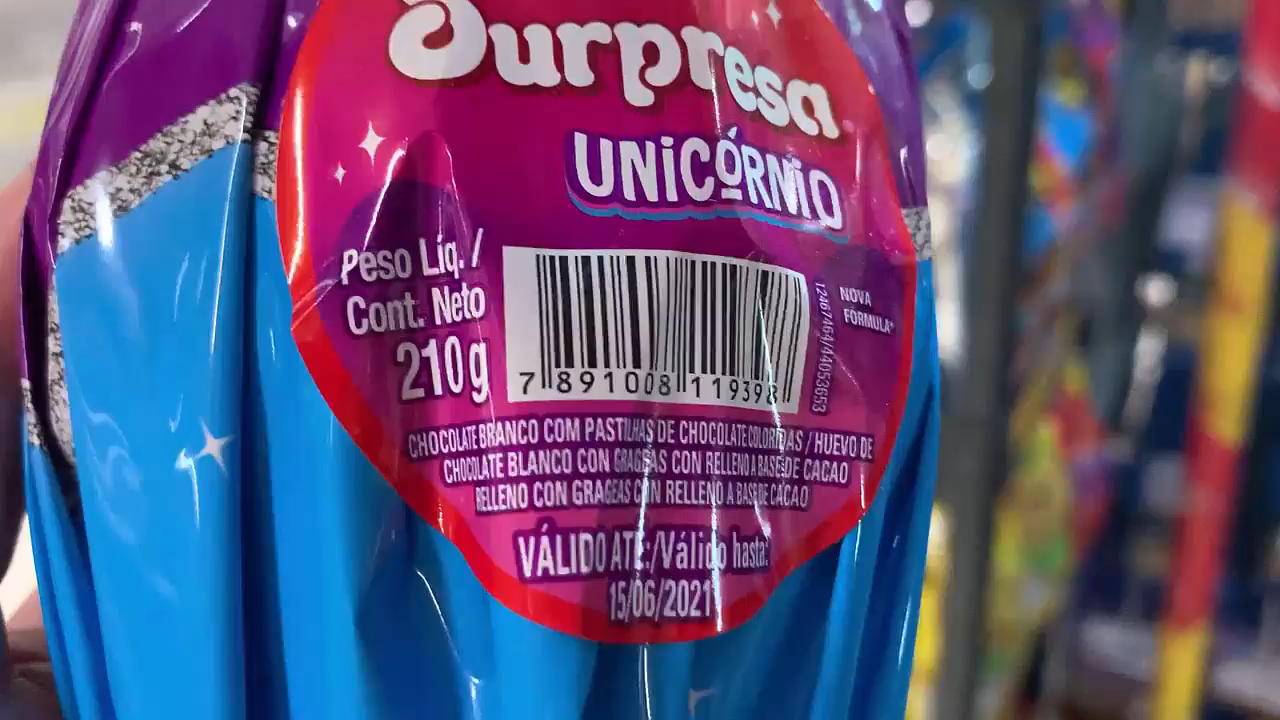 Surpresa
UNiCÓRNiO
Peso Líq. /
Cont. Neto
210g
7 891008 119398
NOVA
FÓRMULA*
CHOCOLATE BRANCO COM PASTILHAS DE CHOCOLATE COLORIDAS / HUEVO DE
CHOCOLATE BLANCO CON GRAGEAS CON RELLENO A BASE DE CACAO
RELLENO CON GRAGEAS CON RELLENO A BASE DE CACAO
VÁLIDO ATÉ:/Válido hasta:
15/06/2021